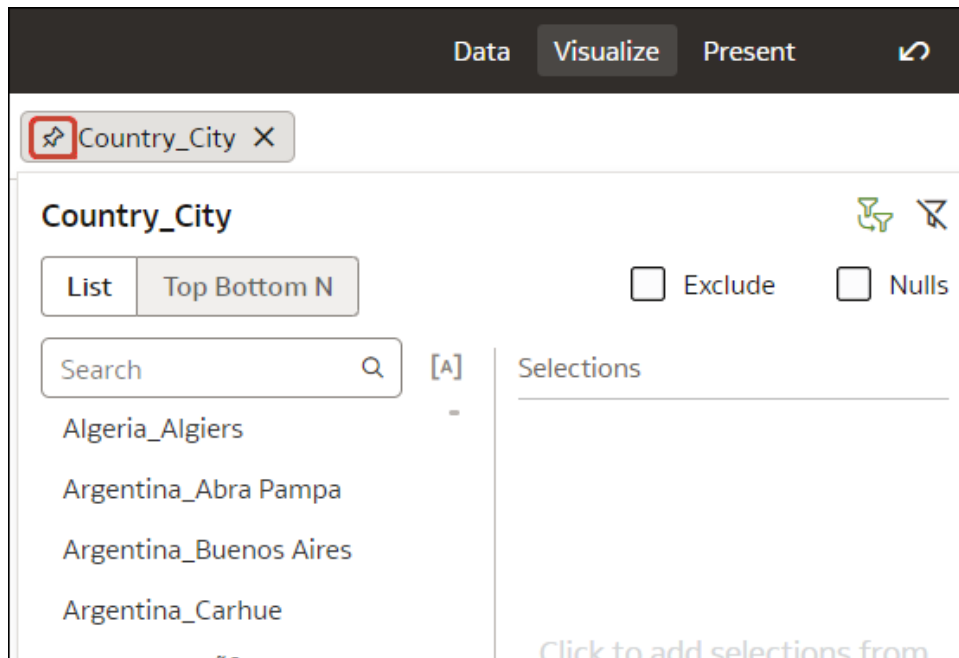 Data Visualize Present
Country_City
Country_City
List Top Bottom N Exclude Nulls
Search [A] Selections
Algeria_Algiers
Argentina_Abra Pampa
Argentina_Buenos Aires
Argentina_Carhue
Click to add selections from